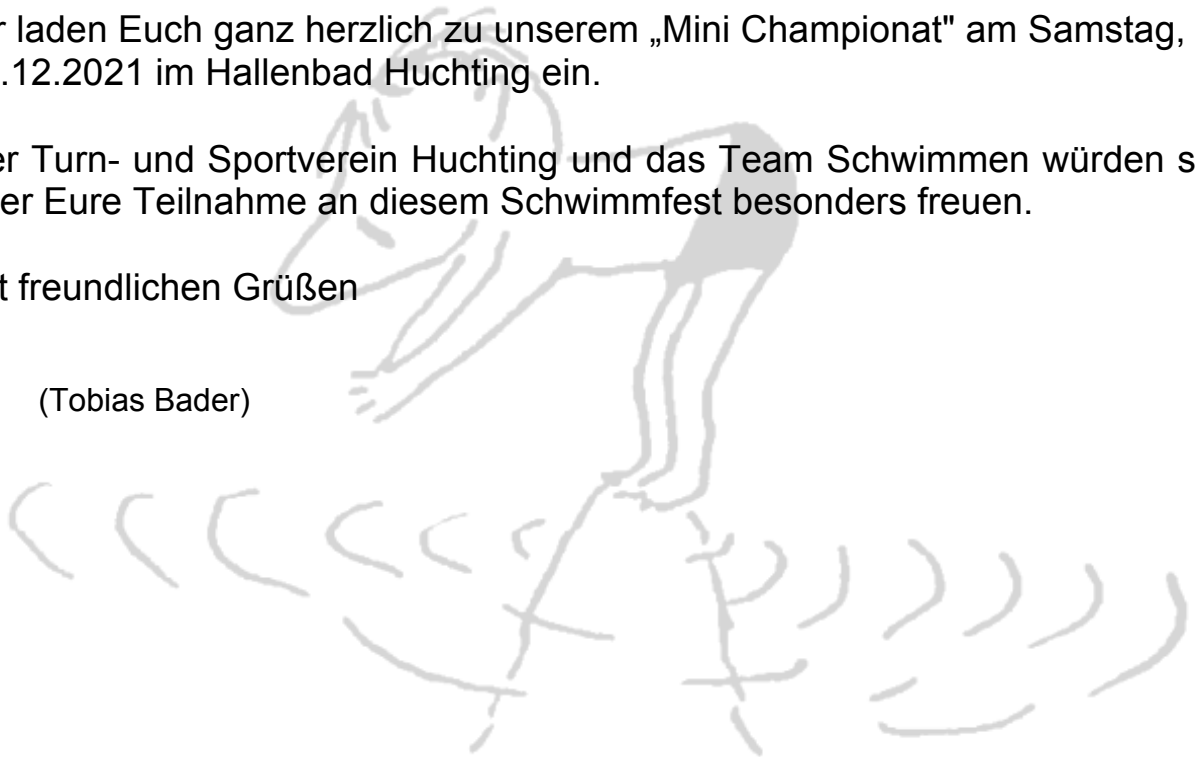 r laden Euch ganz herzlich zu unserem „Mini Championat" am Samstag,
.12.2021 im Hallenbad Huchting ein.
er Turn- und Sportverein Huchting und das Team Schwimmen würden s
er Eure Teilnahme an diesem Schwimmfest besonders freuen.
t freundlichen Grüßen
(Tobias Bader)